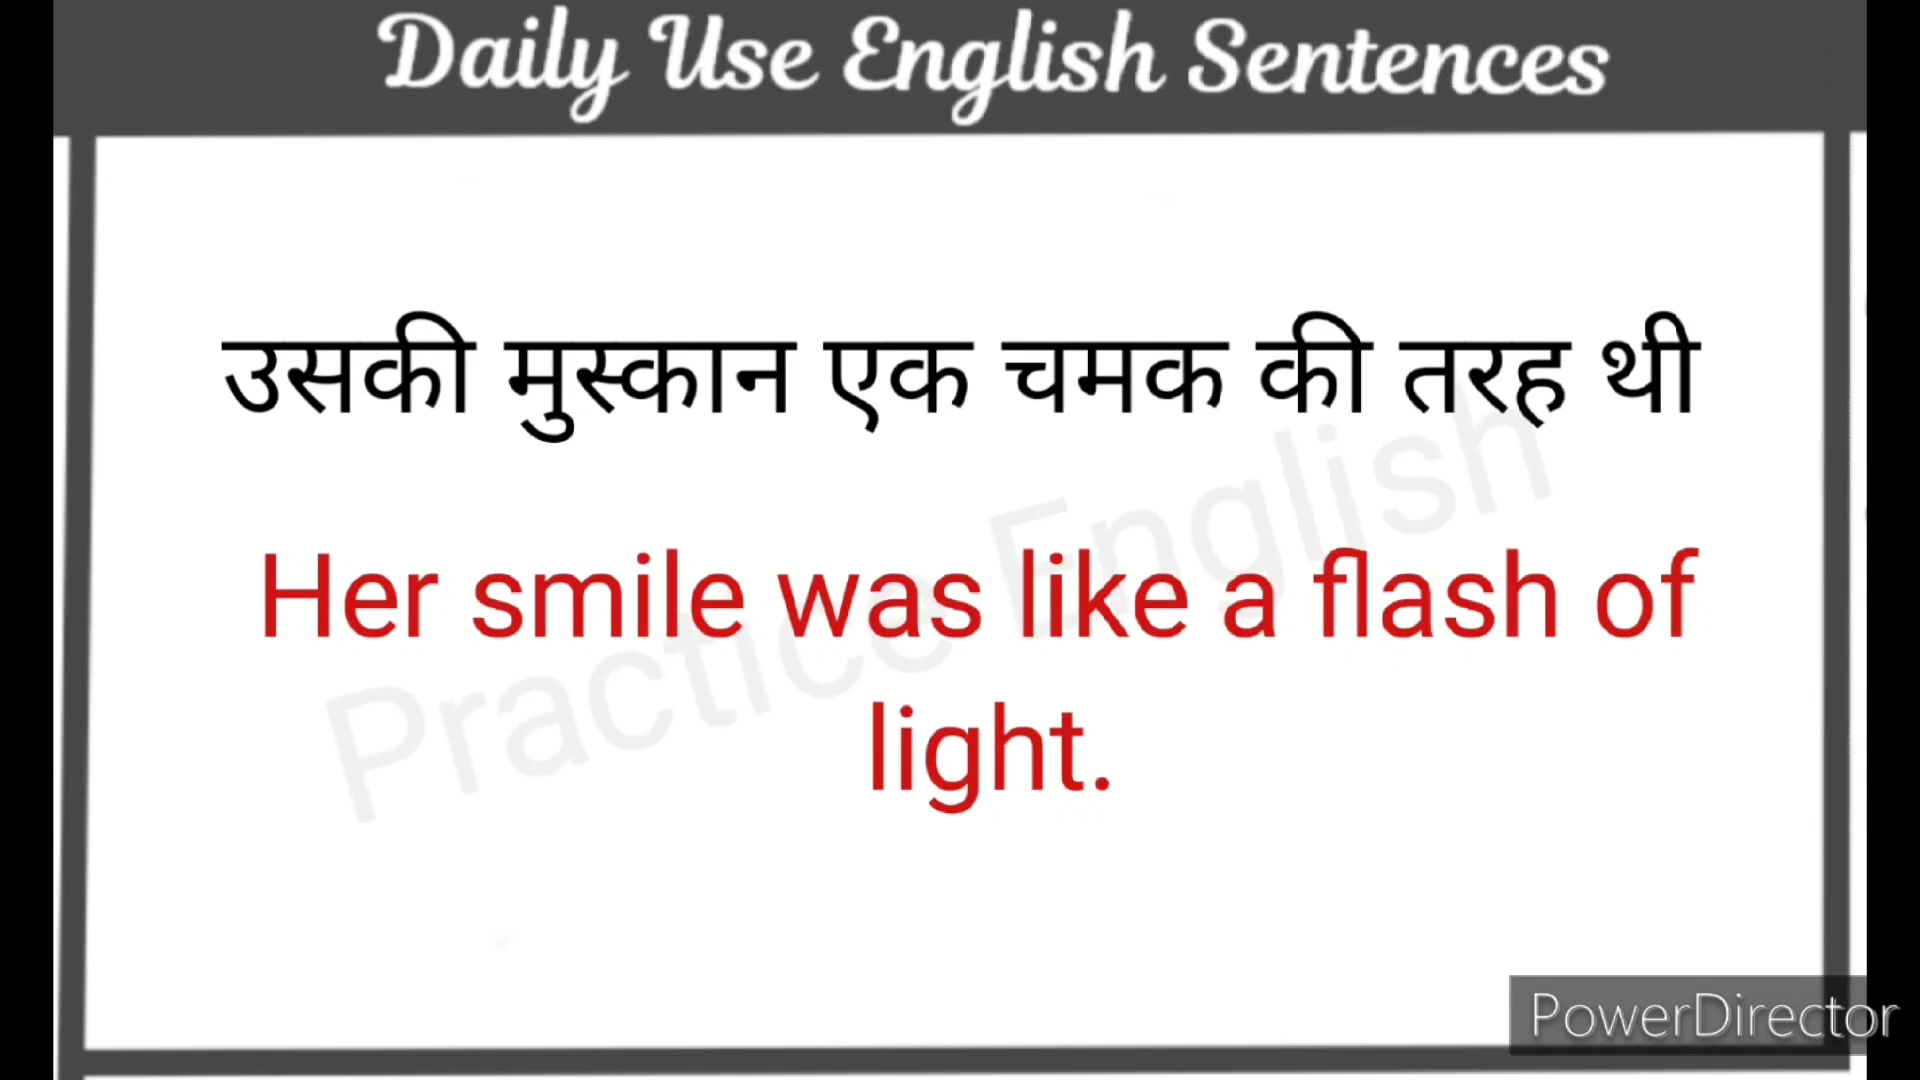 Daily Use English Sentences
उसकी मुस्कान एक चमक की तरह थी
Practice English
Her smile was like a flash of
light.
PowerDirector